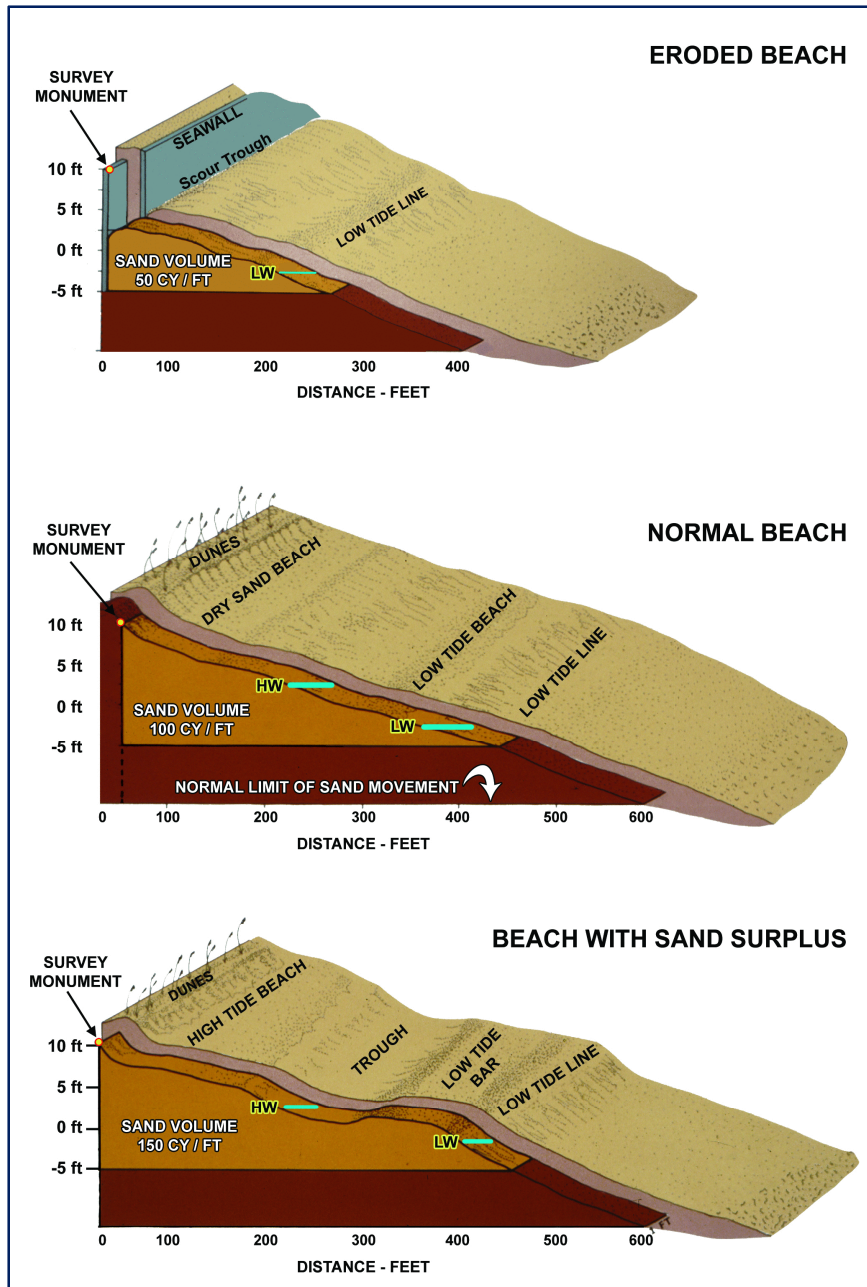 ERODED BEACH
SURVEY
MONUMENT
SEAWALL
Scour Trough
LOW TIDE LINE
10 ft
5 ft
0 ft
-5 ft
SAND VOLUME
50 CY / FT
LW
0 100 200 300 400
DISTANCE - FEET
NORMAL BEACH
SURVEY
MONUMENT
DUNES
DRY SAND BEACH
LOW TIDE BEACH
LOW TIDE LINE
10 ft
5 ft
0 ft
-5 ft
HW
SAND VOLUME
100 CY / FT
LW
NORMAL LIMIT OF SAND MOVEMENT
0 100 200 300 400 500 600
DISTANCE - FEET
BEACH WITH SAND SURPLUS
SURVEY
MONUMENT
DUNES
HIGH TIDE BEACH
TROUGH
LOW TIDE
BAR
LOW TIDE LINE
10 ft
5 ft
0 ft
-5 ft
HW
SAND VOLUME
150 CY / FT
LW
0 100 200 300 400 500 600
DISTANCE - FEET